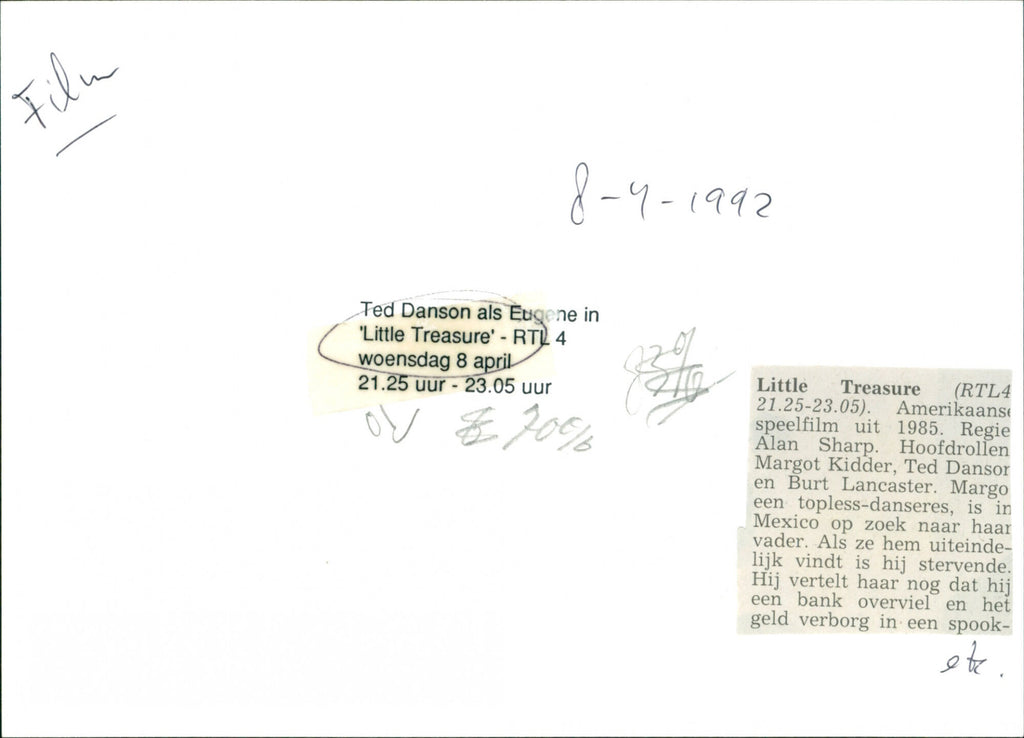 Film
8-4-1992
Ted Danson als Eugene in
'Little Treasure' - RTL 4
woensdag 8 april
21.25 uur - 23.05 uur
Little Treasure (RTL4
21.25-23.05). Amerikaanse
speelfilm uit 1985. Regie
Alan Sharp. Hoofdrollen
Margot Kidder, Ted Danson
en Burt Lancaster. Margo
een topless-danseres, is in
Mexico op zoek naar haar
vader. Als ze hem uiteinde-
lijk vindt is hij stervende.
Hij vertelt haar nog dat hij
een bank overviel en het
geld verborg in een spook-
etc.